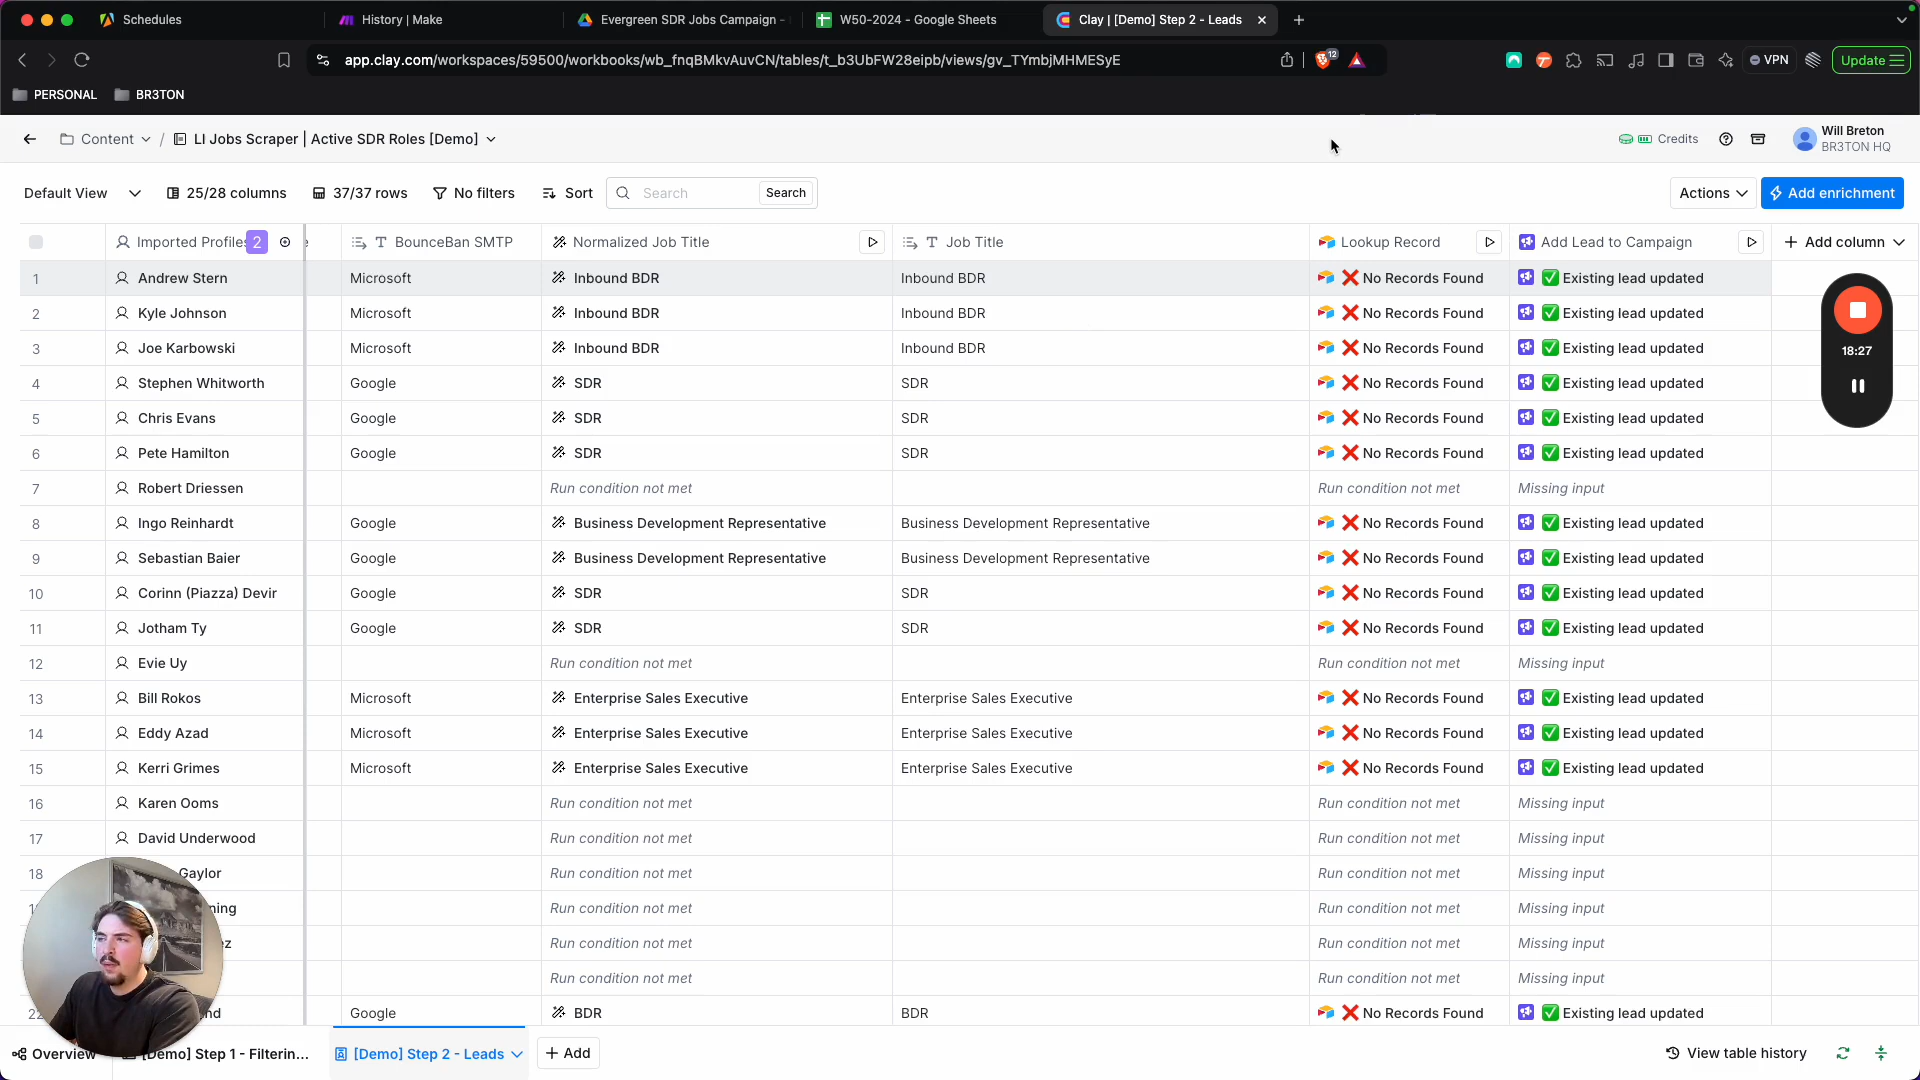 Schedules
History | Make
Evergreen SDR Jobs Campaign -
W50-2024 - Google Sheets
Clay | [Demo] Step 2 - Leads
app.clay.com/workspaces/59500/workbooks/wb_fnqBMkvAuvCN/tables/t_b3UbFW28eipb/views/gv_TYmbjMHMESyE
12
VPN
Update
PERSONAL
BR3TON
Content / LI Jobs Scraper | Active SDR Roles [Demo]
Credits
Will Breton
BR3TON HQ
Default View
25/28 columns
37/37 rows
No filters
Sort
Search
Search
Actions
Add enrichment
Imported Profiles 2
BounceBan SMTP
Normalized Job Title
Job Title
Lookup Record
Add Lead to Campaign
+ Add column
1 Andrew Stern Microsoft Inbound BDR Inbound BDR ❌ No Records Found ✅ Existing lead updated
2 Kyle Johnson Microsoft Inbound BDR Inbound BDR ❌ No Records Found ✅ Existing lead updated
3 Joe Karbowski Microsoft Inbound BDR Inbound BDR ❌ No Records Found ✅ Existing lead updated
18:27
4 Stephen Whitworth Google SDR SDR ❌ No Records Found ✅ Existing lead updated
5 Chris Evans Google SDR SDR ❌ No Records Found ✅ Existing lead updated
6 Pete Hamilton Google SDR SDR ❌ No Records Found ✅ Existing lead updated
7 Robert Driessen Run condition not met Run condition not met Missing input
8 Ingo Reinhardt Google Business Development Representative Business Development Representative ❌ No Records Found ✅ Existing lead updated
9 Sebastian Baier Google Business Development Representative Business Development Representative ❌ No Records Found ✅ Existing lead updated
10 Corinn (Piazza) Devir Google SDR SDR ❌ No Records Found ✅ Existing lead updated
11 Jotham Ty Google SDR SDR ❌ No Records Found ✅ Existing lead updated
12 Evie Uy Run condition not met Run condition not met Missing input
13 Bill Rokos Microsoft Enterprise Sales Executive Enterprise Sales Executive ❌ No Records Found ✅ Existing lead updated
14 Eddy Azad Microsoft Enterprise Sales Executive Enterprise Sales Executive ❌ No Records Found ✅ Existing lead updated
15 Kerri Grimes Microsoft Enterprise Sales Executive Enterprise Sales Executive ❌ No Records Found ✅ Existing lead updated
16 Karen Ooms Run condition not met Run condition not met Missing input
17 David Underwood Run condition not met Run condition not met Missing input
18 Gaylor Run condition not met Run condition not met Missing input
Run condition not met Run condition not met Missing input
Run condition not met Run condition not met Missing input
Run condition not met Run condition not met Missing input
22 Google BDR BDR ❌ No Records Found ✅ Existing lead updated
Overview
[Demo] Step 1 - Filterin...
[Demo] Step 2 - Leads
+ Add
View table history